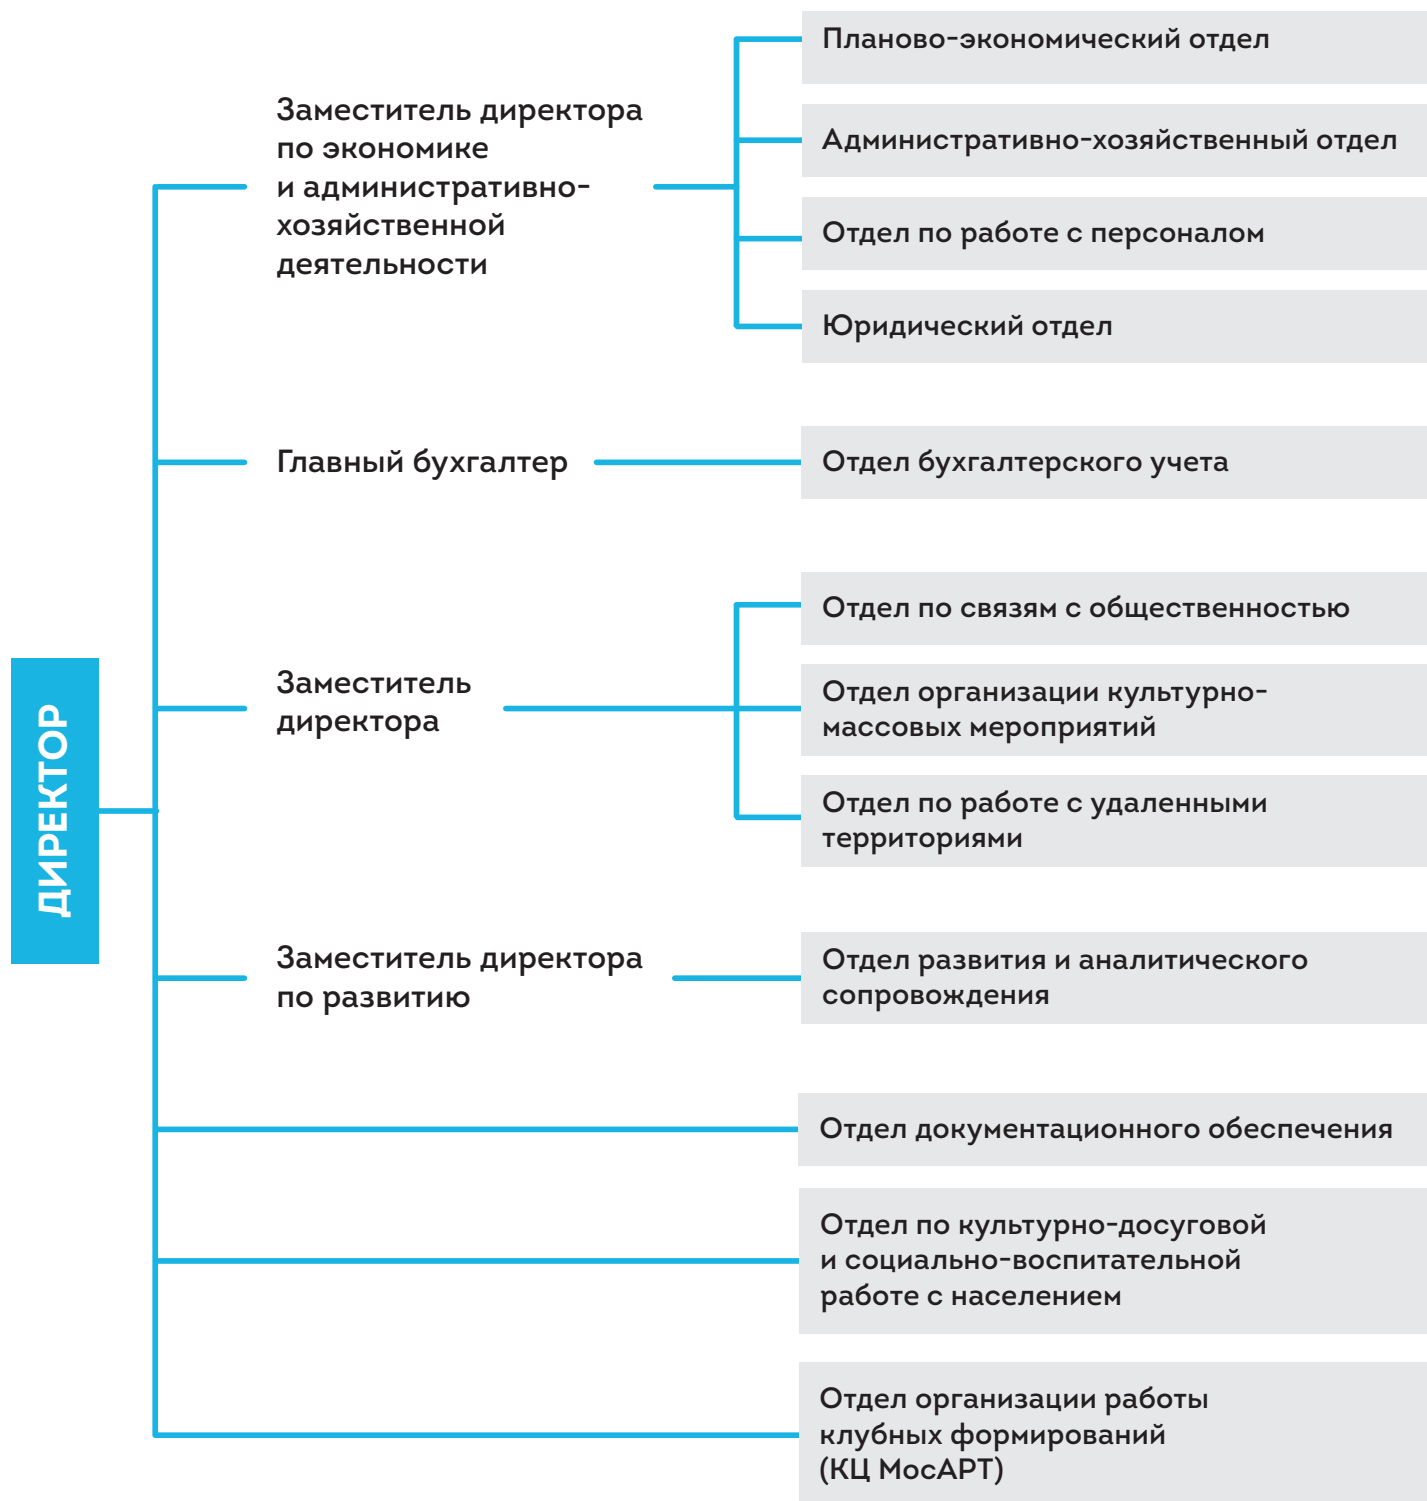 ДИРЕКТОР
Заместитель директора
по экономике
и административно-
хозяйственной
деятельности
Планово-экономический отдел
Административно-хозяйственный отдел
Отдел по работе с персоналом
Юридический отдел
Главный бухгалтер
Отдел бухгалтерского учета
Заместитель
директора
Отдел по связям с общественностью
Отдел организации культурно-
массовых мероприятий
Отдел по работе с удаленными
территориями
Заместитель директора
по развитию
Отдел развития и аналитического
сопровождения
Отдел документационного обеспечения
Отдел по культурно-досуговой
и социально-воспитательной
работе с населением
Отдел организации работы
клубных формирований
(КЦ МосАРТ)